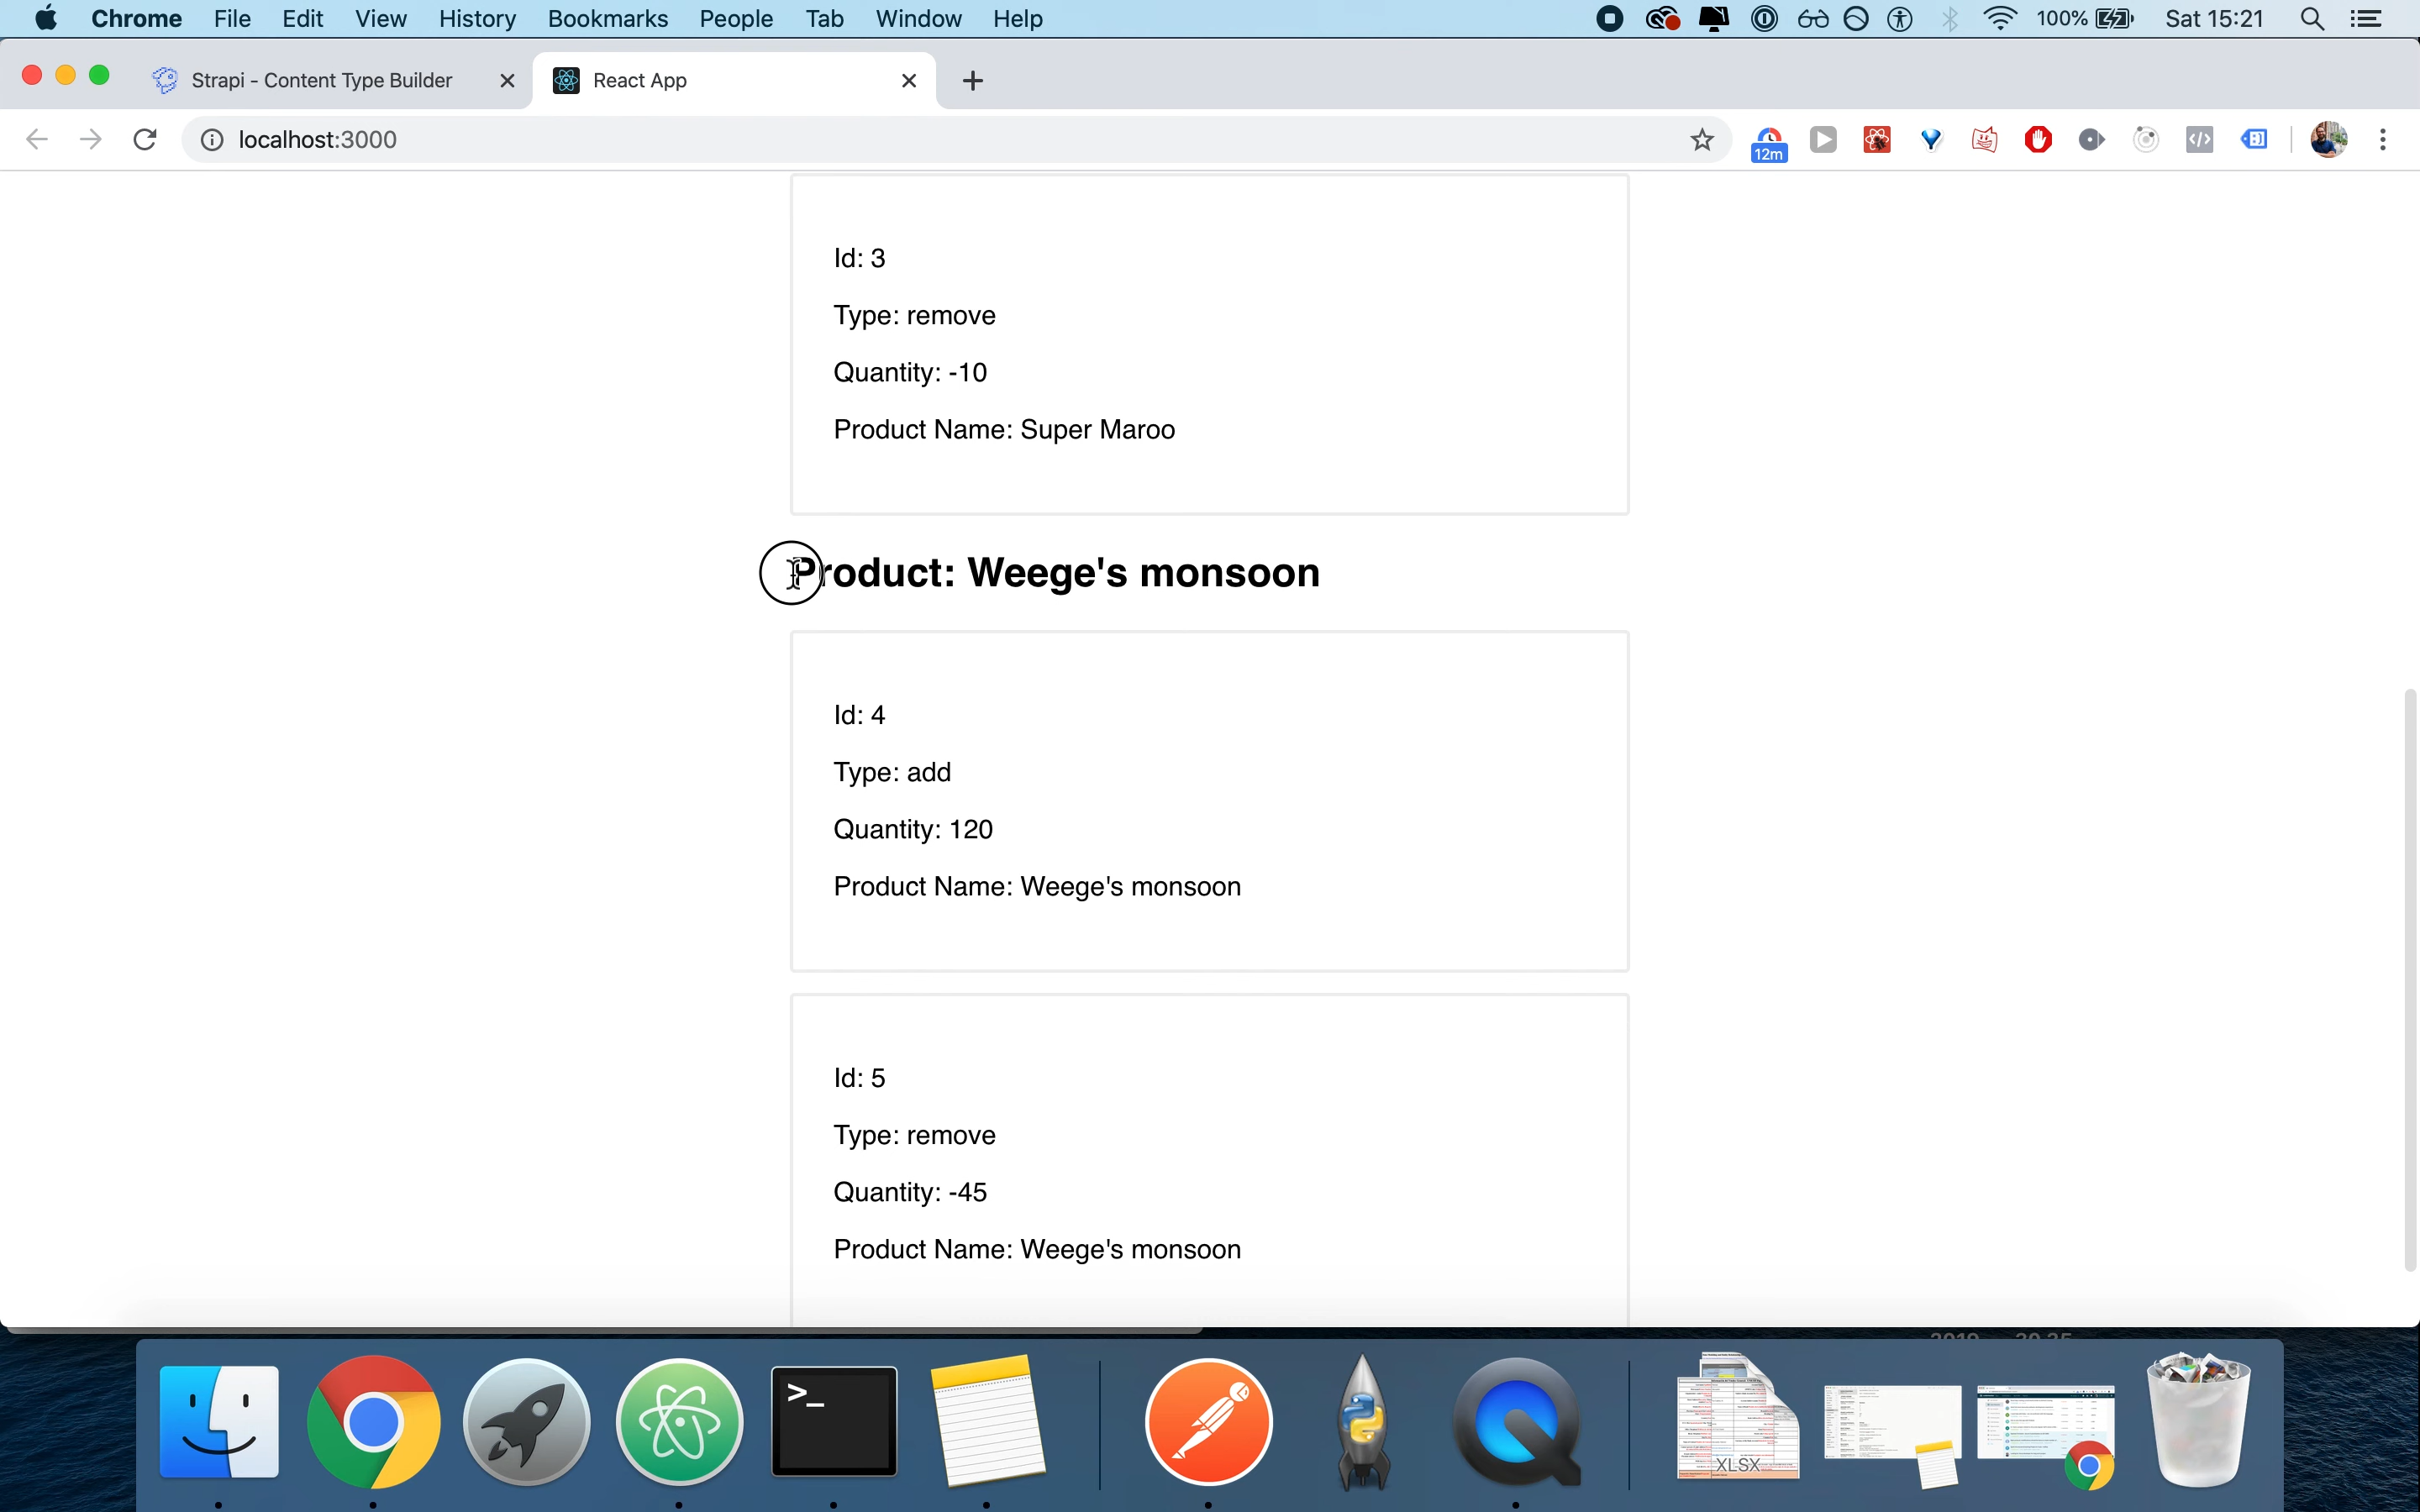 Chrome File Edit View History Bookmarks People Tab Window Help 100% Sat 15:21
Strapi - Content Type Builder React App
localhost:3000
12m
Id: 3
Type: remove
Quantity: -10
Product Name: Super Maroo
Product: Weege's monsoon
Id: 4
Type: add
Quantity: 120
Product Name: Weege's monsoon
Id: 5
Type: remove
Quantity: -45
Product Name: Weege's monsoon
>_
XLSX